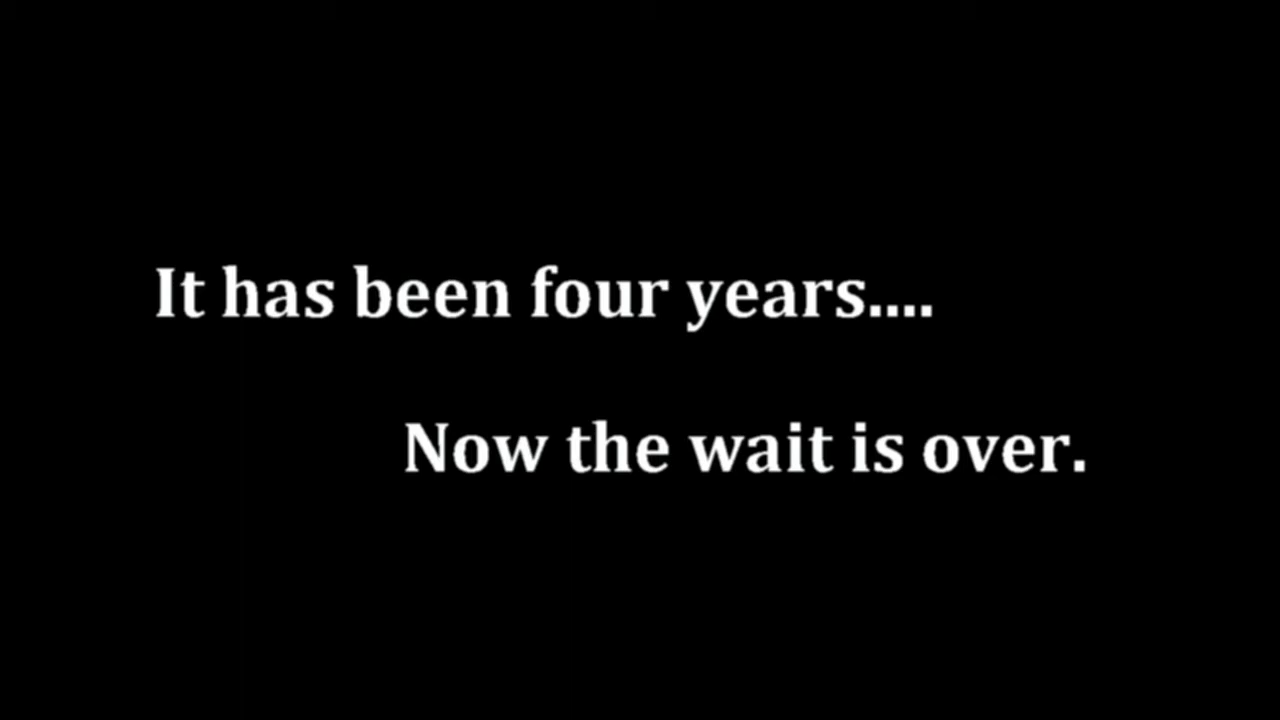 It has been four years....
Now the wait is over.